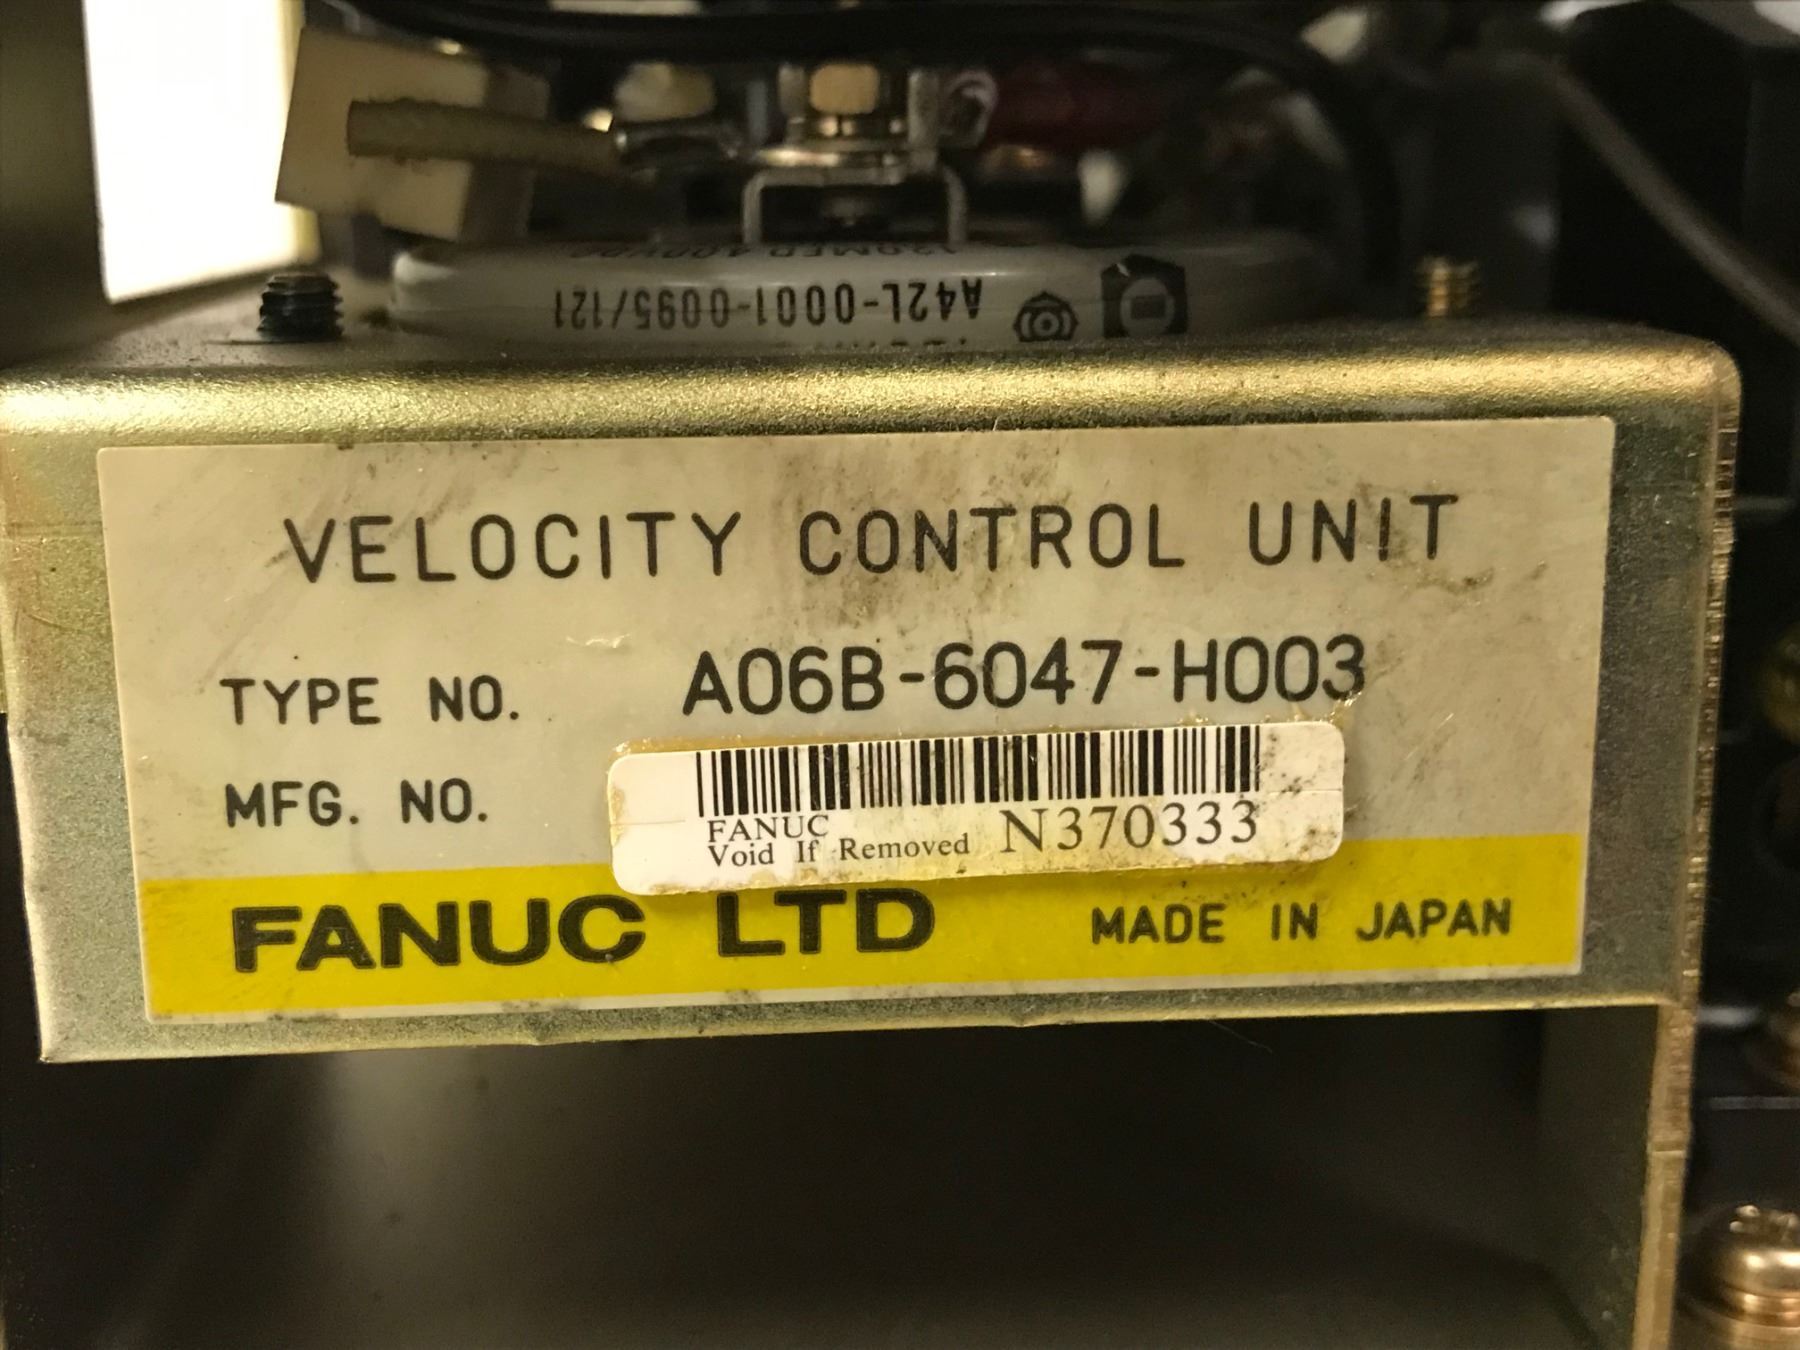 A42L-0001-0095/121
VELOCITY CONTROL UNIT
TYPE NO. A06B-6047-H003
MFG. NO.
FANUC
Void If Removed N370333
FANUC LTD MADE IN JAPAN